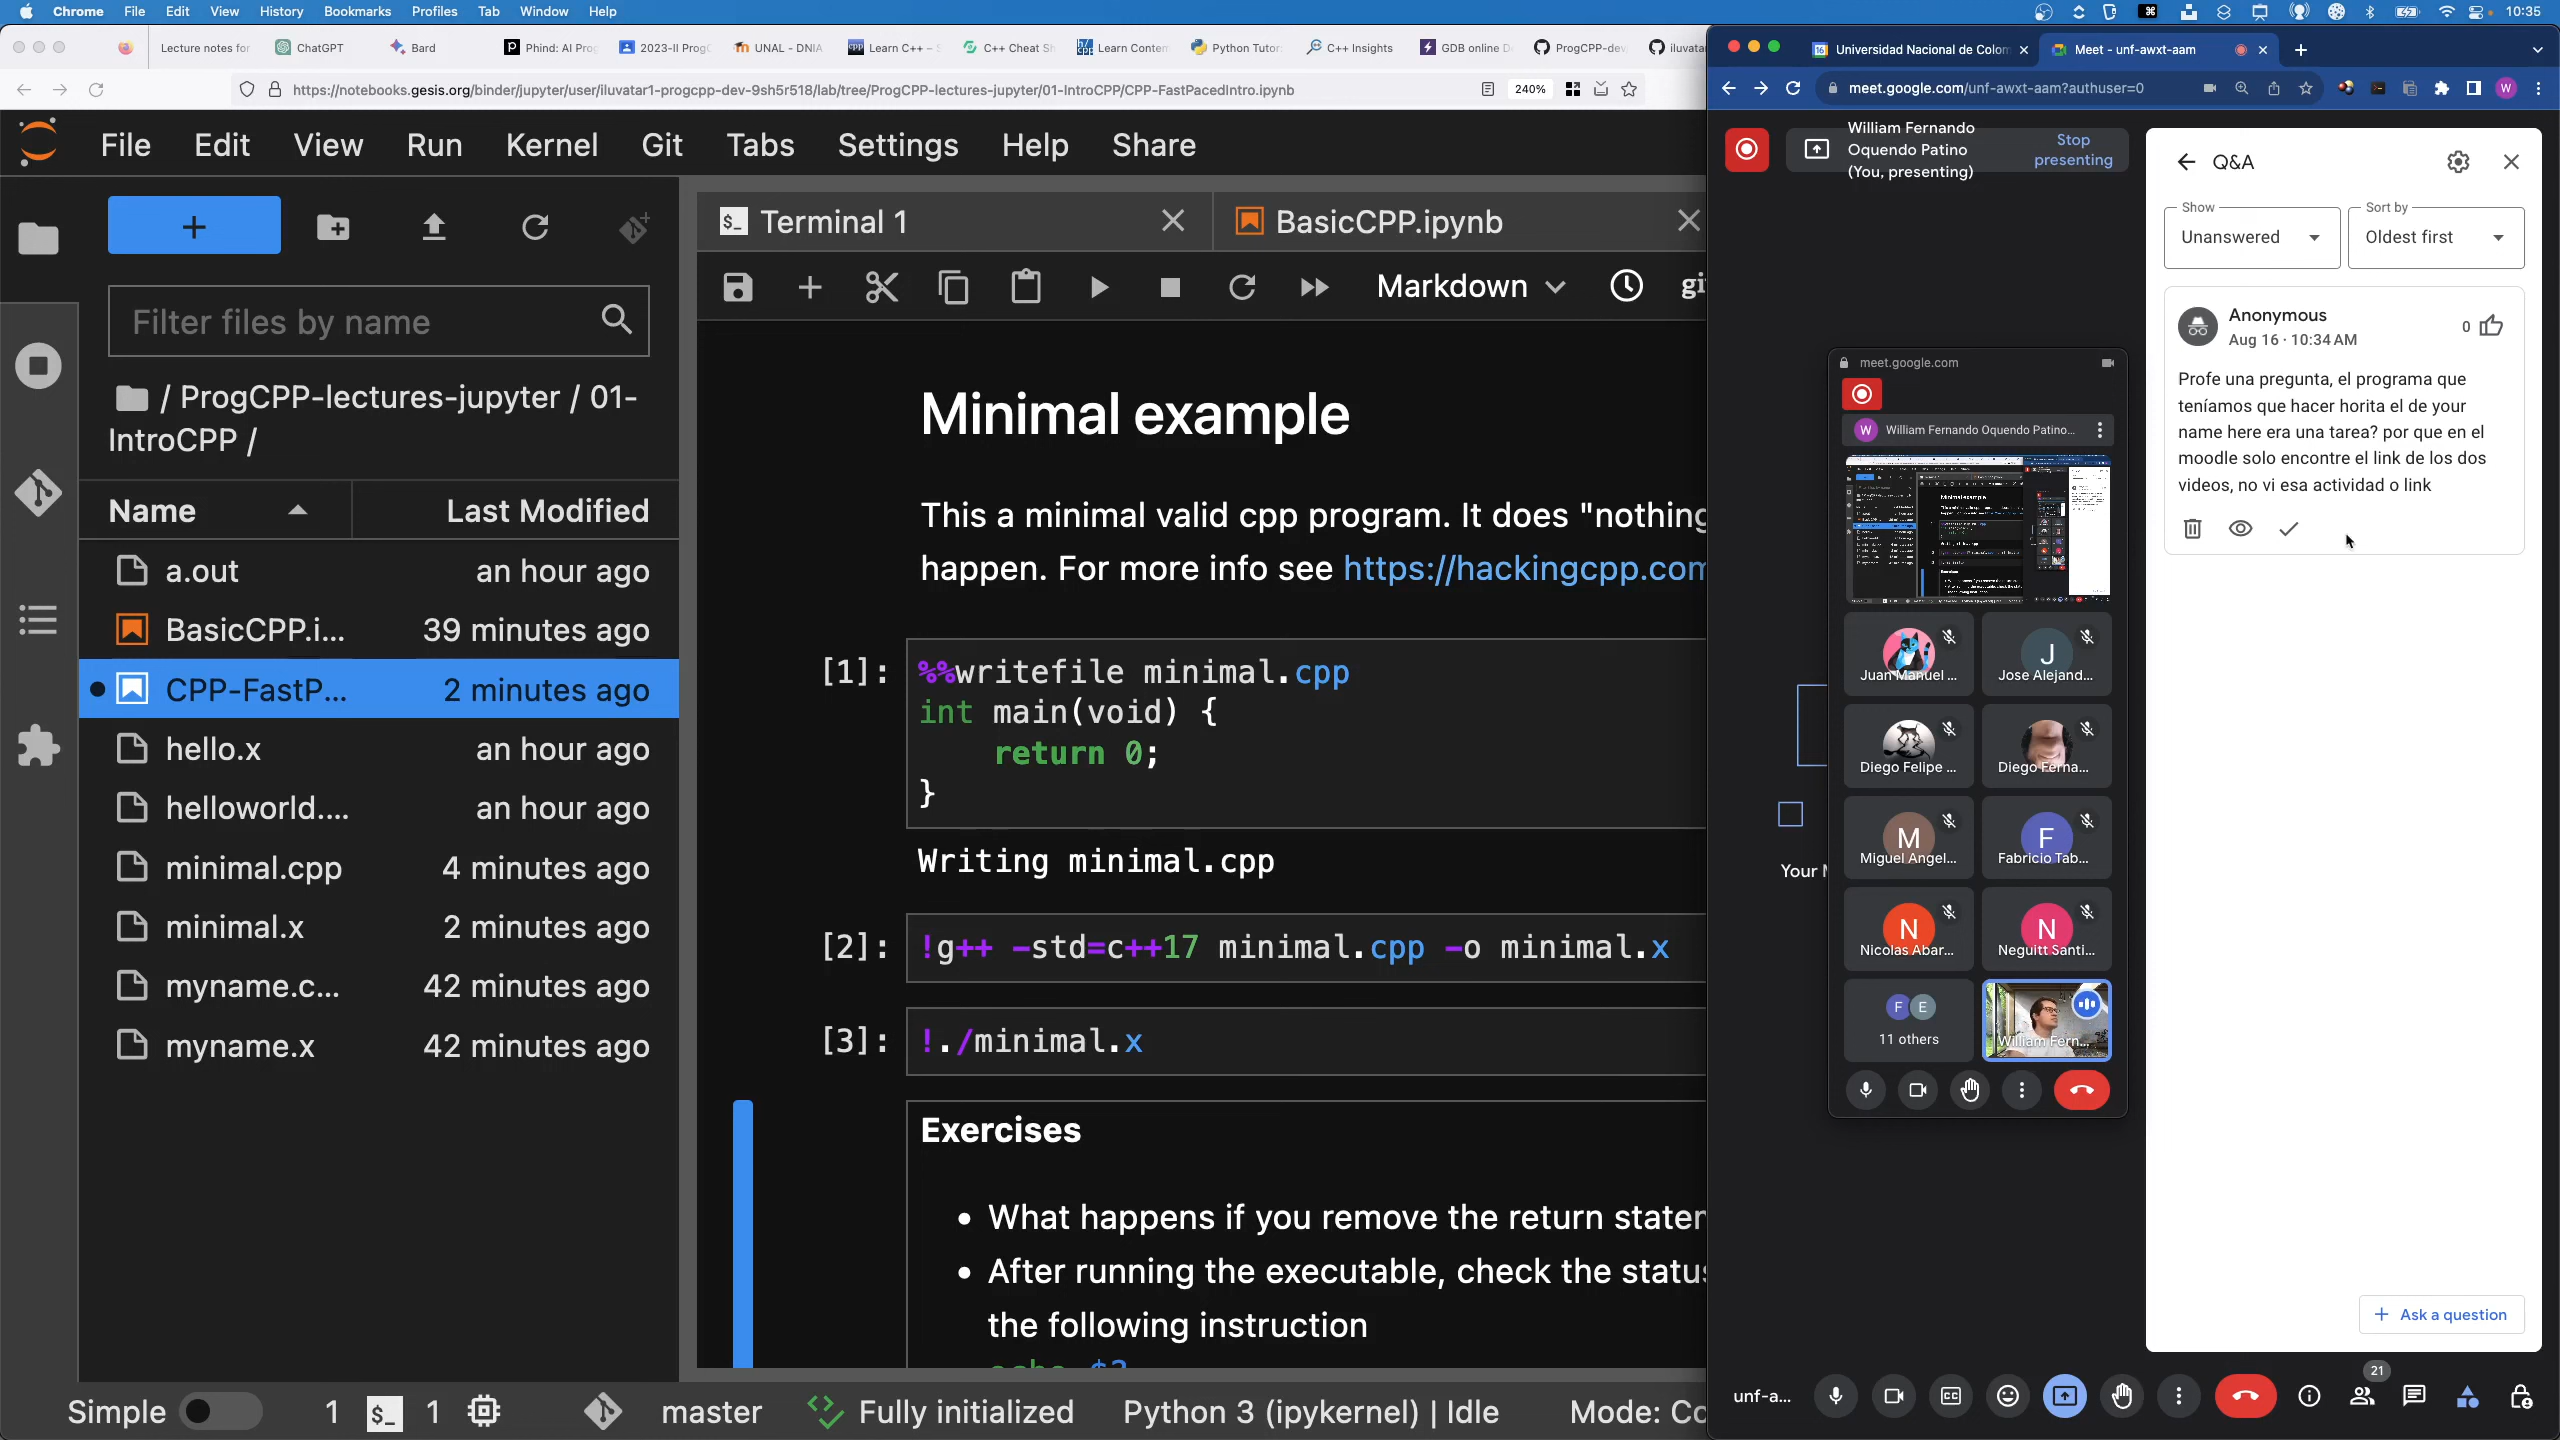 Chrome File Edit View History Bookmarks Profiles Tab Window Help
10:35
Lecture notes for
ChatGPT
Bard
Phind: AI Prog
2023-II Prog
UNAL - DNIA
Learn C++ –
C++ Cheat Sh
Learn Conten
Python Tutor
C++ Insights
GDB online D
ProgCPP-dev
iluvatar
https://notebooks.gesis.org/binder/jupyter/user/iluvatar1-progcpp-dev-9sh5r518/lab/tree/ProgCPP-lectures-jupyter/01-IntroCPP/CPP-FastPacedIntro.ipynb
240%
File Edit View Run Kernel Git Tabs Settings Help Share
Filter files by name
/ ProgCPP-lectures-jupyter / 01-
IntroCPP /
Name Last Modified
a.out an hour ago
BasicCPP.i... 39 minutes ago
CPP-FastP... 2 minutes ago
hello.x an hour ago
helloworld.... an hour ago
minimal.cpp 4 minutes ago
minimal.x 2 minutes ago
myname.c... 42 minutes ago
myname.x 42 minutes ago
Terminal 1
BasicCPP.ipynb
Markdown
Minimal example
This a minimal valid cpp program. It does "nothing
happen. For more info see https://hackingcpp.com
[1]:
%%writefile minimal.cpp
int main(void) {
return 0;
}
Writing minimal.cpp
[2]:
!g++ -std=c++17 minimal.cpp -o minimal.x
[3]:
!./minimal.x
Exercises
• What happens if you remove the return stater
• After running the executable, check the status
the following instruction
echo $?
Simple 1 1 master Fully initialized Python 3 (ipykernel) | Idle Mode: Co
Universidad Nacional de Colom
Meet - unf-awxt-aam
meet.google.com/unf-awxt-aam?authuser=0
W
William Fernando
Oquendo Patino
(You, presenting)
Stop
presenting
Your
meet.google.com
W William Fernando Oquendo Patino...
Juan Manuel ...
J
Jose Alejand...
Diego Felipe ...
Diego Ferna...
M
Miguel Angel...
F
Fabricio Tab...
N
Nicolas Abar...
N
Neguitt Santi...
F E
11 others
William Fern...
Q&A
Show
Unanswered
Sort by
Oldest first
Anonymous
Aug 16 · 10:34 AM
0
Profe una pregunta, el programa que
teníamos que hacer horita el de your
name here era una tarea? por que en el
moodle solo encontre el link de los dos
videos, no vi esa actividad o link
+ Ask a question
unf-a...
21